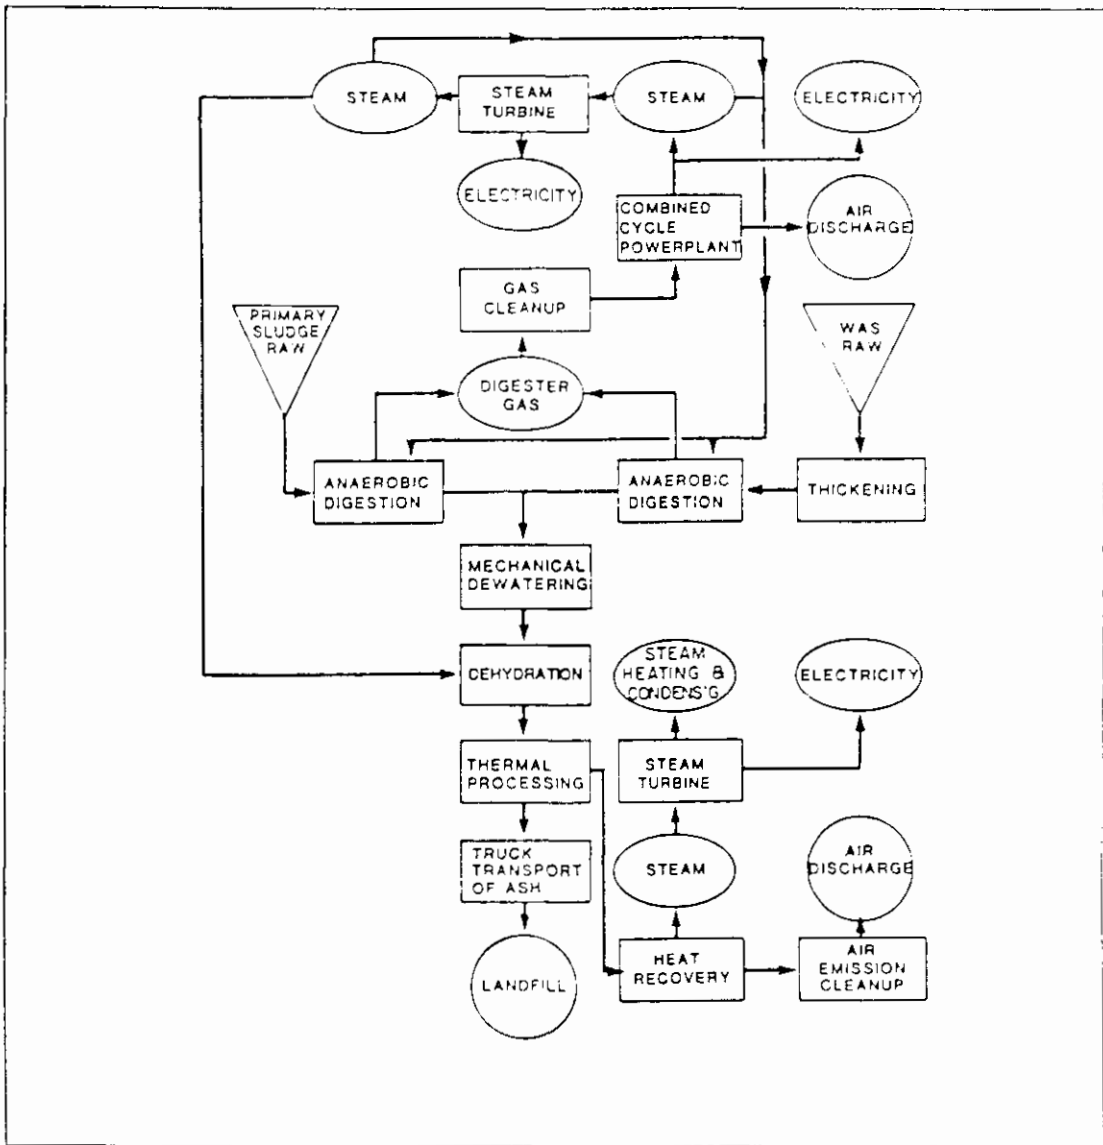 STEAM
STEAM
TURBINE
STEAM
ELECTRICITY
ELECTRICITY
COMBINED
CYCLE
POWERPLANT
AIR
DISCHARGE
GAS
CLEANUP
PRIMARY
SLUDGE
RAW
WAS
RAW
DIGESTER
GAS
ANAEROBIC
DIGESTION
ANAEROBIC
DIGESTION
THICKENING
MECHANICAL
DEWATERING
DEHYDRATION
STEAM
HEATING &
CONDENS'G
ELECTRICITY
THERMAL
PROCESSING
STEAM
TURBINE
TRUCK
TRANSPORT
OF ASH
STEAM
AIR
DISCHARGE
LANDFILL
HEAT
RECOVERY
AIR
EMISSION
CLEANUP